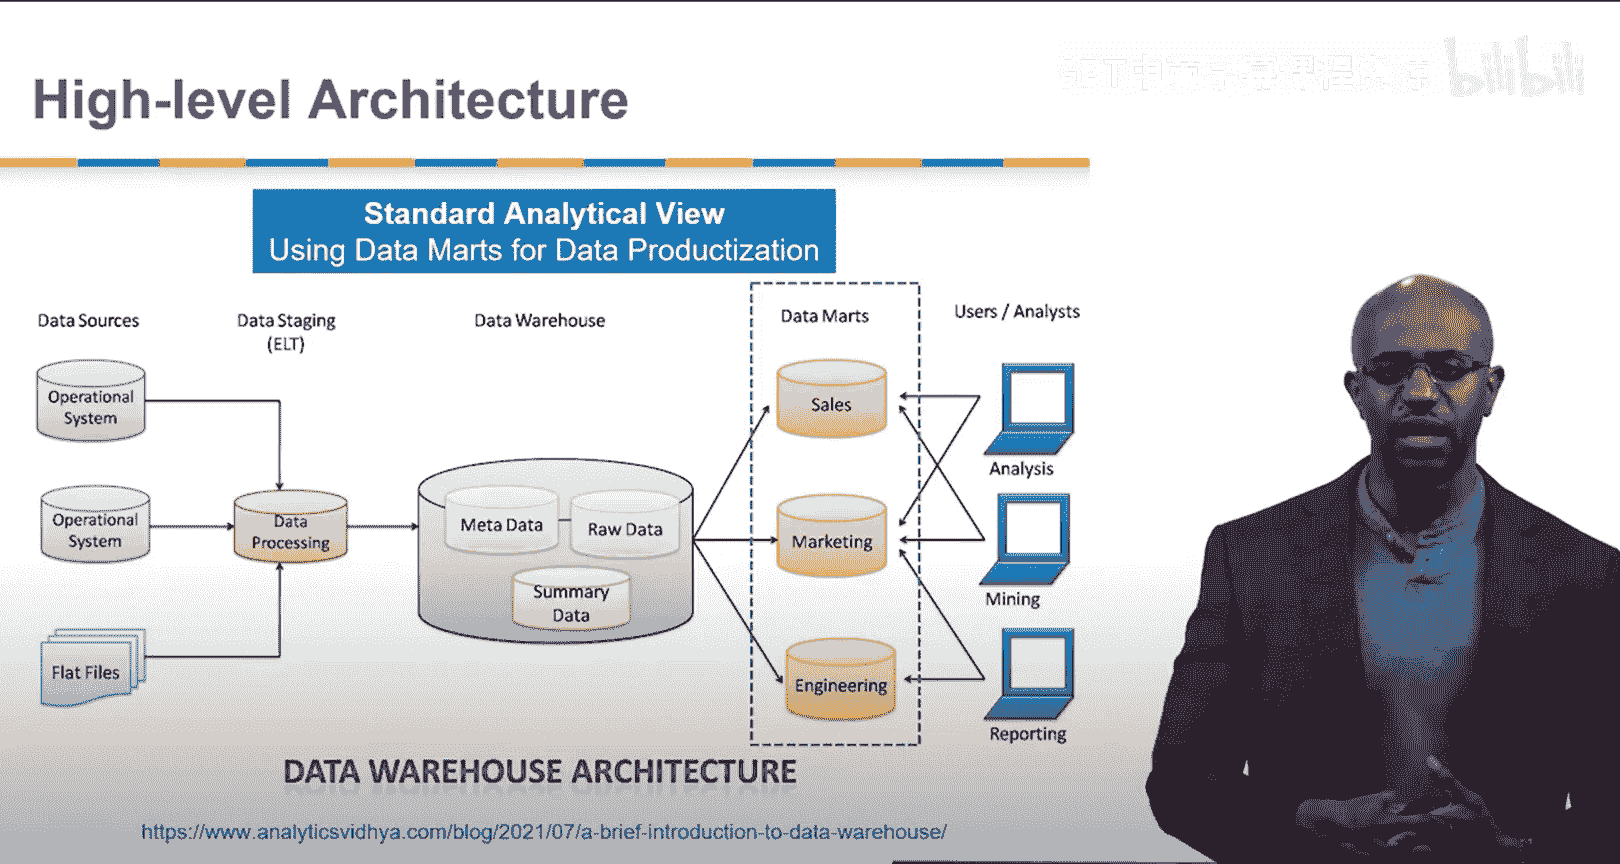 High-level Architecture
bilibili
Standard Analytical View
Using Data Marts for Data Productization
Data Sources
Data Staging
(ELT)
Data Warehouse
Data Marts
Users / Analysts
Operational
System
Operational
System
Flat Files
Data
Processing
Meta Data
Raw Data
Summary
Data
Sales
Marketing
Engineering
Analysis
Mining
Reporting
DATA WAREHOUSE ARCHITECTURE
https://www.analyticsvidhya.com/blog/2021/07/a-brief-introduction-to-data-warehouse/